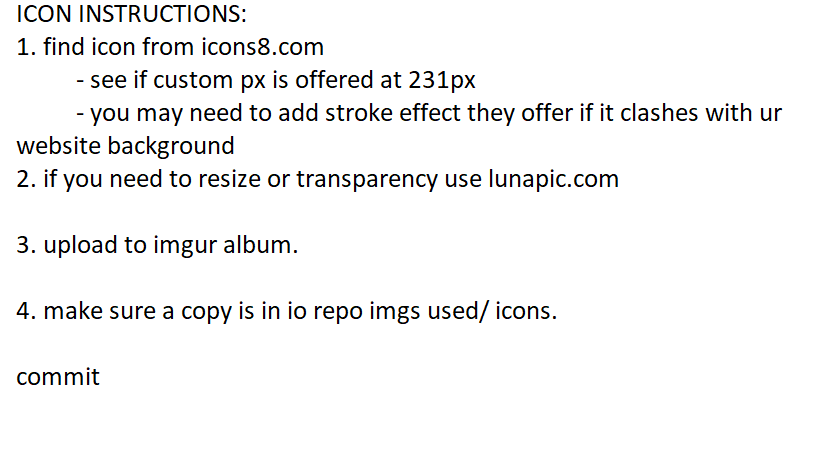 ICON INSTRUCTIONS:
1. find icon from icons8.com
- see if custom px is offered at 231px
- you may need to add stroke effect they offer if it clashes with ur
website background
2. if you need to resize or transparency use lunapic.com
3. upload to imgur album.
4. make sure a copy is in io repo imgs used/ icons.
commit